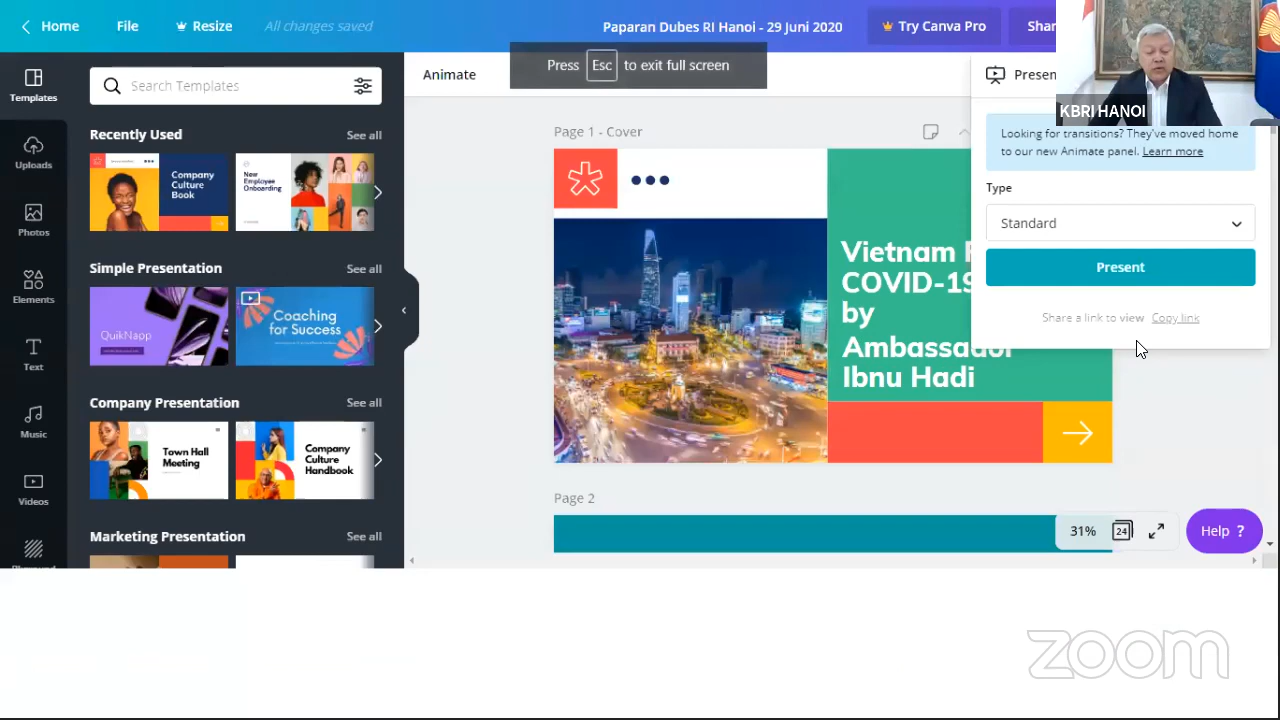 Home
File
Resize
All changes saved
Paparan Dubes RI Hanoi - 29 Juni 2020
Try Canva Pro
Shar
Press Esc to exit full screen
Templates
Uploads
Photos
Elements
Text
Music
Videos
Search Templates
Recently Used
See all
Company
Culture
Book
New
Employee
Onboarding
Simple Presentation
See all
QuikNapp
Coaching
for Success
Company Presentation
See all
Town Hall
Meeting
Company
Culture
Handbook
Marketing Presentation
See all
Animate
Page 1 - Cover
Vietnam
COVID-19
by
Ambassador
Ibnu Hadi
Page 2
Presen
KBRI HANOI
Looking for transitions? They've moved home
to our new Animate panel. Learn more
Type
Standard
Present
Share a link to view Copy link
31%
24
Help ?
zoom